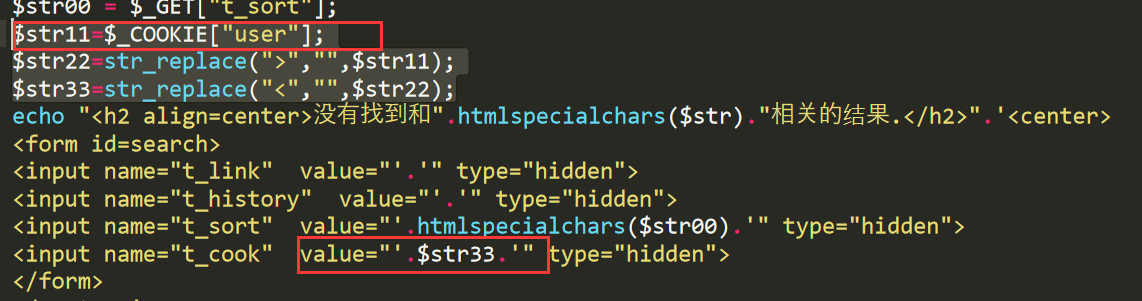 $str00 = $_GET["t_sort"];
$str11=$_COOKIE["user"];
$str22=str_replace(">","",$str11);
$str33=str_replace("<","",$str22);
echo "<h2 align=center>没有找到和".htmlspecialchars($str)."相关的结果.</h2>".'<center>
<form id=search>
<input name="t_link"  value="'.'" type="hidden">
<input name="t_history"  value="'.'" type="hidden">
<input name="t_sort"  value="'.htmlspecialchars($str00).'" type="hidden">
<input name="t_cook"  value="'.$str33.'" type="hidden">
</form>